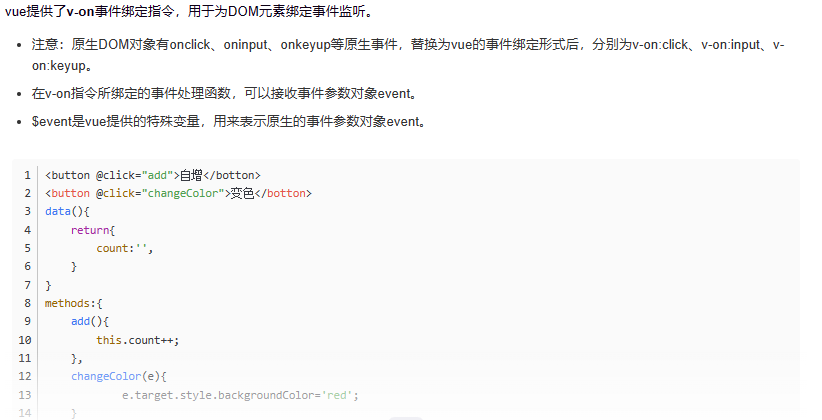 vue提供了v-on事件绑定指令，用于为DOM元素绑定事件监听。
注意：原生DOM对象有onclick、oninput、onkeyup等原生事件，替换为vue的事件绑定形式后，分别为v-on:click、v-on:input、v-
on:keyup。
在v-on指令所绑定的事件处理函数，可以接收事件参数对象event。
$event是vue提供的特殊变量，用来表示原生的事件参数对象event。
1 <button @click="add">自增</botton>
2 <button @click="changeColor">变色</botton>
3 data(){
4 return{
5 count:'',
6 }
7 }
8 methods:{
9 add(){
10 this.count++;
11 },
12 changeColor(e){
13 e.target.style.backgroundColor='red';
14 }